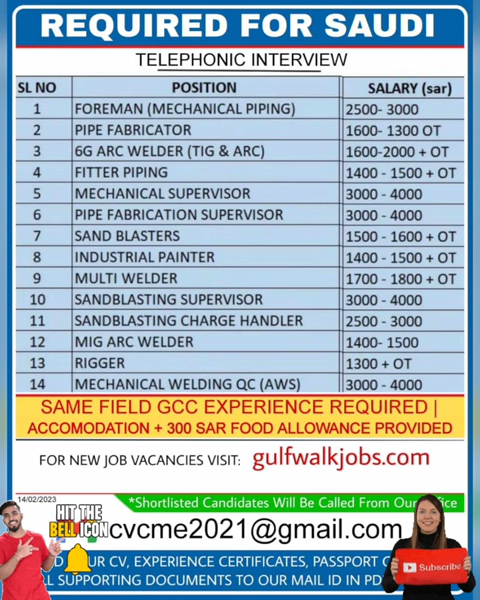 REQUIRED FOR SAUDI
TELEPHONIC INTERVIEW
SL NO POSITION SALARY (sar)
1 FOREMAN (MECHANICAL PIPING) 2500- 3000
2 PIPE FABRICATOR 1600- 1300 OT
3 6G ARC WELDER (TIG & ARC) 1600-2000 + OT
4 FITTER PIPING 1400 - 1500 + OT
5 MECHANICAL SUPERVISOR 3000 - 4000
6 PIPE FABRICATION SUPERVISOR 3000 - 4000
7 SAND BLASTERS 1500 - 1600 + OT
8 INDUSTRIAL PAINTER 1400 - 1500 + OT
9 MULTI WELDER 1700 - 1800 + OT
10 SANDBLASTING SUPERVISOR 3000 - 4000
11 SANDBLASTING CHARGE HANDLER 2500 - 3000
12 MIG ARC WELDER 1400- 1500
13 RIGGER 1300 + OT
14 MECHANICAL WELDING QC (AWS) 3000 - 4000
SAME FIELD GCC EXPERIENCE REQUIRED |
ACCOMODATION + 300 SAR FOOD ALLOWANCE PROVIDED
FOR NEW JOB VACANCIES VISIT: gulfwalkjobs.com
14/02/2023
*Shortlisted Candidates Will Be Called From Our Office
HIT THE
BELL ICON
cvcme2021@gmail.com
UR CV, EXPERIENCE CERTIFICATES, PASSPORT
Subscribe
SUPPORTING DOCUMENTS TO OUR MAIL ID IN PD